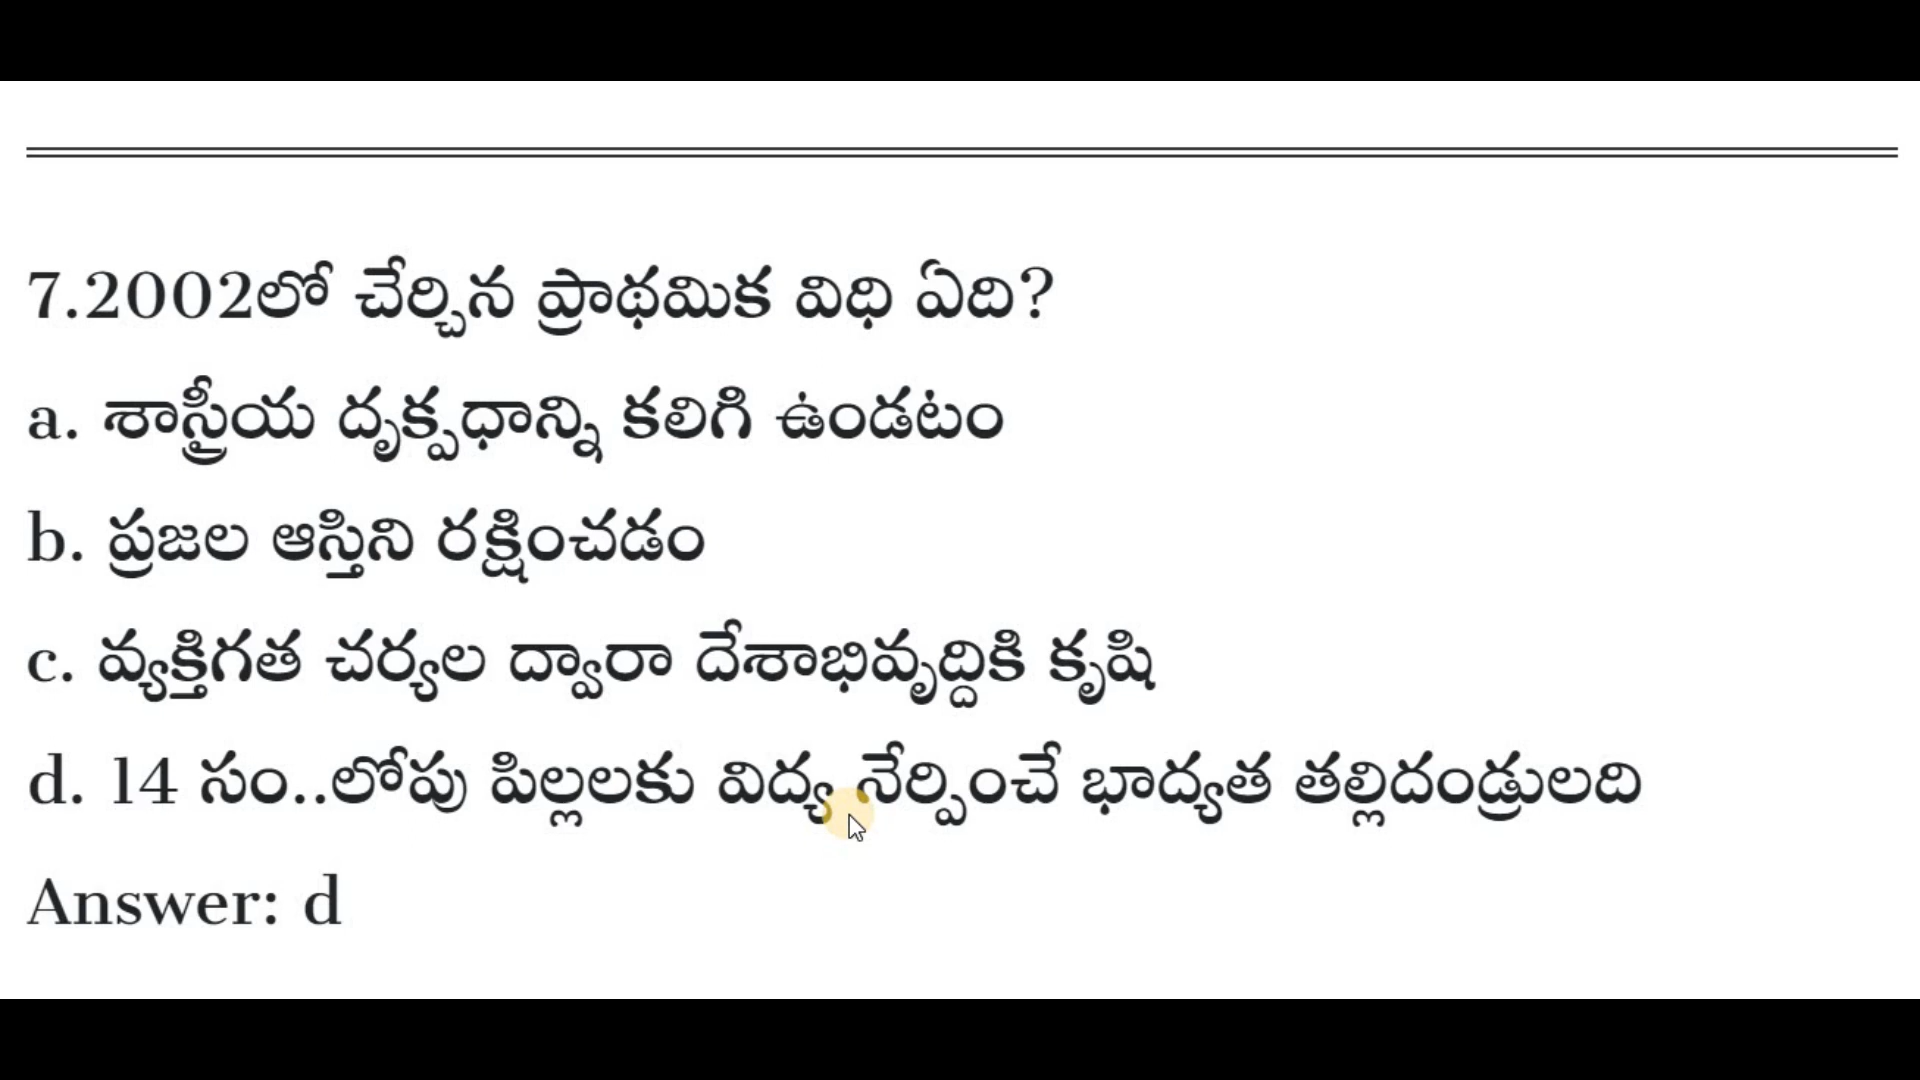 7.2002లో చేర్చిన ప్రాథమిక విధి ఏది?
a. శాస్త్రీయ దృక్పధాన్ని కలిగి ఉండటం
b. ప్రజల ఆస్తిని రక్షించడం
c. వ్యక్తిగత చర్యల ద్వారా దేశాభివృద్దికి కృషి
d. 14 సం..లోపు పిల్లలకు విద్య నేర్పించే భాద్యత తల్లిదండ్రులది
Answer: d